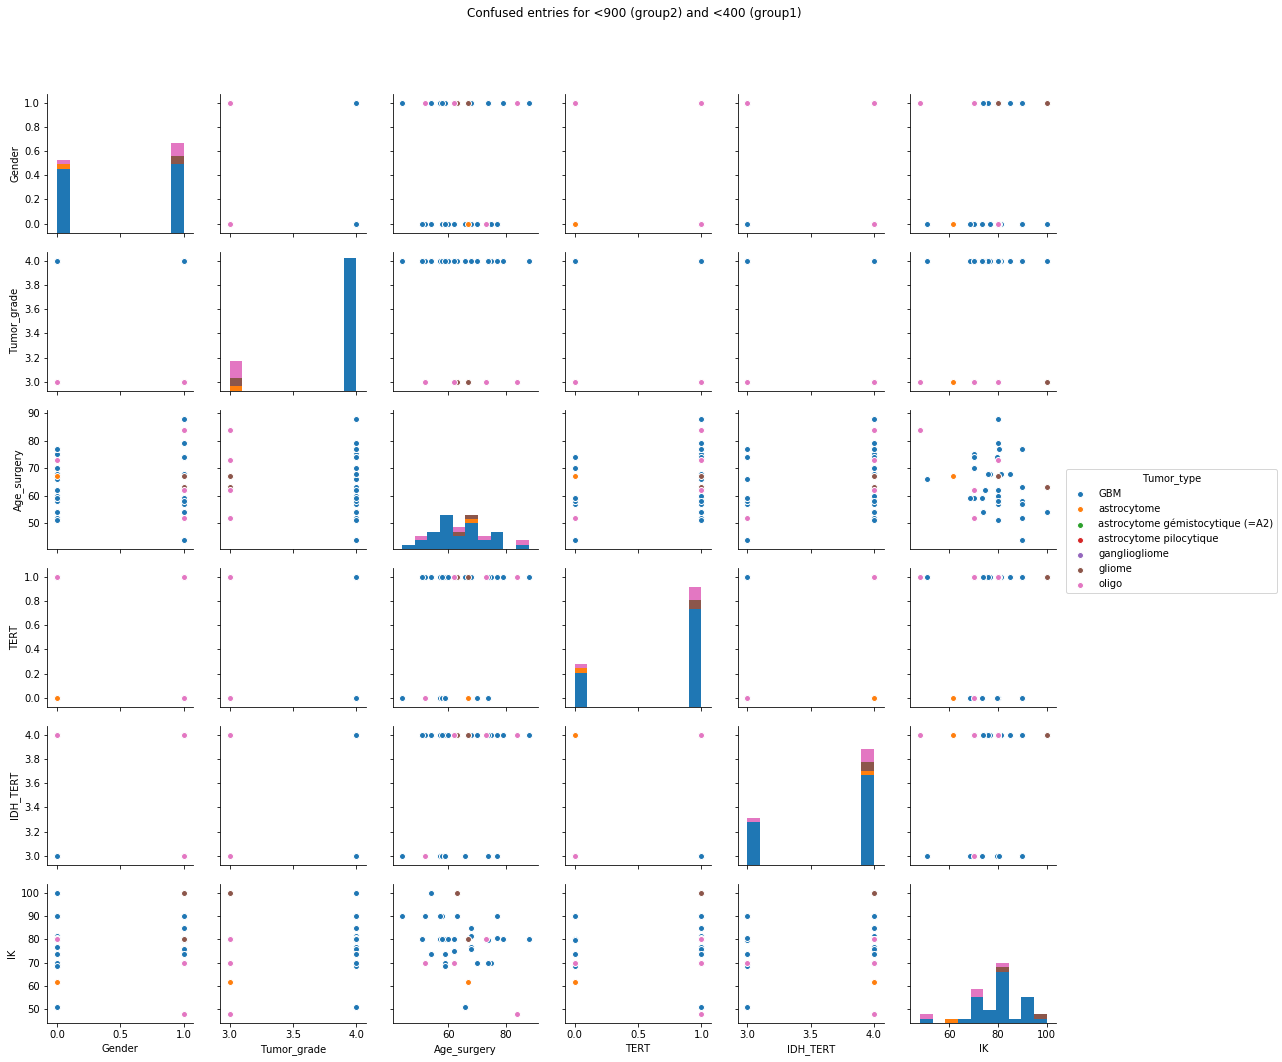 Confused entries for <900 (group2) and <400 (group1)
1.0
0.8
0.6
0.4
0.2
0.0
Gender
4.0
3.8
3.6
3.4
3.2
3.0
Tumor_grade
90
80
70
60
50
Age_surgery
Tumor_type
GBM
astrocytome
astrocytome gémistocytique (=A2)
astrocytome pilocytique
gangliogliome
gliome
oligo
1.0
0.8
0.6
0.4
0.2
0.0
TERT
4.0
3.8
3.6
3.4
3.2
3.0
IDH_TERT
100
90
80
70
60
50
IK
0.0 0.5 1.0 3.0 3.5 4.0 60 80 0.0 0.5 1.0 3.0 3.5 4.0 60 80 100
Gender Tumor_grade Age_surgery TERT IDH_TERT IK